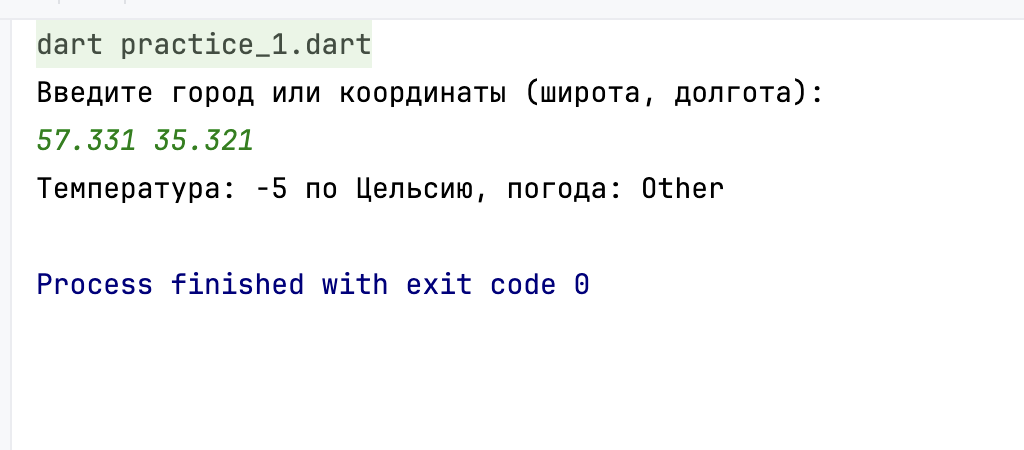 dart practice_1.dart
Введите город или координаты (широта, долгота):
57.331 35.321
Температура: -5 по Цельсию, погода: Other
Process finished with exit code 0